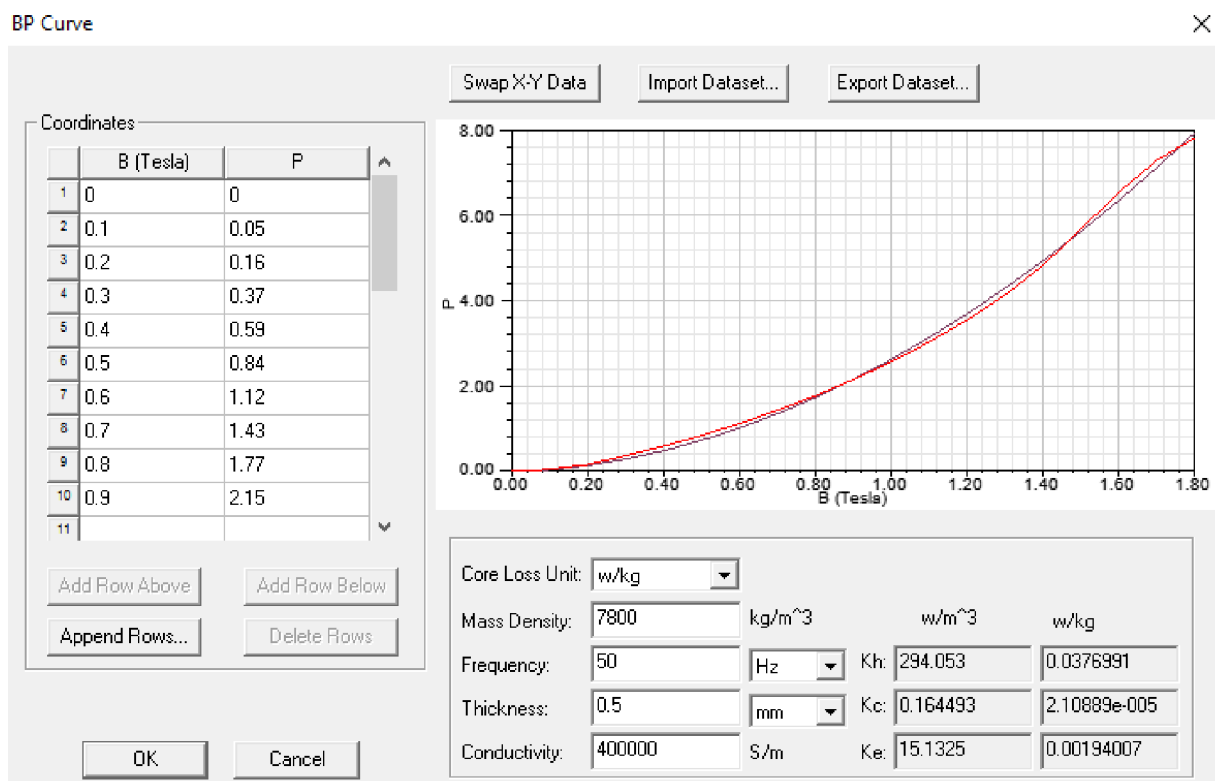 BP Curve
Swap X-Y Data Import Dataset... Export Dataset...
Coordinates
B (Tesla) P
1 0 0
2 0.1 0.05
3 0.2 0.16
4 0.3 0.37
5 0.4 0.59
6 0.5 0.84
7 0.6 1.12
8 0.7 1.43
9 0.8 1.77
10 0.9 2.15
11
Add Row Above Add Row Below
Append Rows... Delete Rows
OK Cancel
8.00
6.00
4.00
2.00
0.00
P
0.00 0.20 0.40 0.60 0.80 1.00 1.20 1.40 1.60 1.80
B (Tesla)
Core Loss Unit: w/kg
Mass Density: 7800 kg/m^3 w/m^3 w/kg
Frequency: 50 Hz Kh: 294.053 0.0376991
Thickness: 0.5 mm Kc: 0.164493 2.10889e-005
Conductivity: 400000 S/m Ke: 15.1325 0.00194007